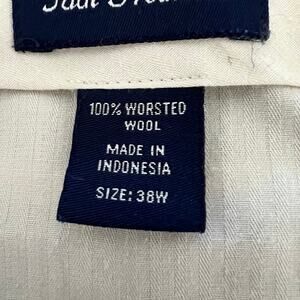 100% WORSTED
WOOL
MADE IN
INDONESIA
SIZE: 38W